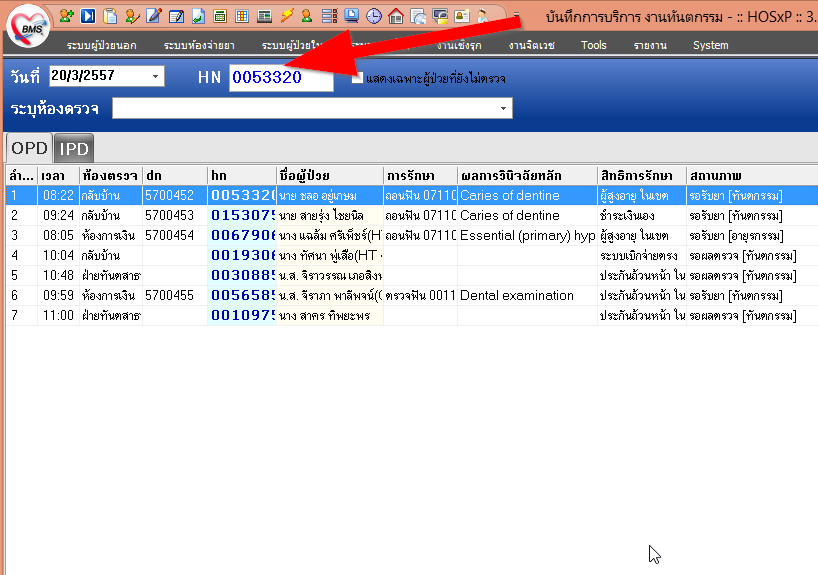 BMS บันทึกการบริการ งานทันตกรรม - :: HOSxP :: 3.
ระบบผู้ป่วยนอก ระบบห้องจ่ายยา งานเชิงรุก งานจิตเวช Tools รายงาน System
วันที่ 20/3/2557 HN 0053320 แสดงเฉพาะผู้ป่วยที่ยังไม่ตรวจ
ระบุห้องตรวจ
OPD IPD
ลำ... เวลา ห้องตรวจ dn hn ชื่อผู้ป่วย การรักษา ผลการวินิจฉัยหลัก สิทธิการรักษา สถานภาพ
1 08:22 กลับบ้าน 5700452 0053320 นาย ชลอ อยู่เกษม ถอนฟัน 0711 Caries of dentine ผู้สูงอายุ ในเขต รอรับยา [ทันตกรรม]
2 09:24 กลับบ้าน 5700453 0153075 นาย สายรุ่ง ไชยนิล ถอนฟัน 0711 Caries of dentine ชำระเงินเอง รอรับยา [ทันตกรรม]
3 08:05 ห้องการเงิน 5700454 0067906 นาง แฉล้ม ศรีเพ็ชร์(HT ถอนฟัน 0711 Essential (primary) hyp ผู้สูงอายุ ในเขต รอรับยา [อายุรกรรม]
4 10:04 กลับบ้าน 0019306 นาง ทัศนา ฟูเสือ(HT ระบบเบิกจ่ายตรง รอผลตรวจ [ทันตกรรม]
5 10:48 ฝ่ายทันตสาธ 0030885 น.ส. จิราวรรณ เภอสิงห ประกันถ้วนหน้า ใน รอผลตรวจ [ทันตกรรม]
6 09:59 ห้องการเงิน 5700455 0056585 น.ส. จิราภา พาลีพจน์( ตรวจฟัน 0011 Dental examination ประกันถ้วนหน้า ใน รอรับยา [ทันตกรรม]
7 11:00 ฝ่ายทันตสาธ 0010975 นาง สาคร ทิพยะพร ประกันถ้วนหน้า ใน รอผลตรวจ [ทันตกรรม]